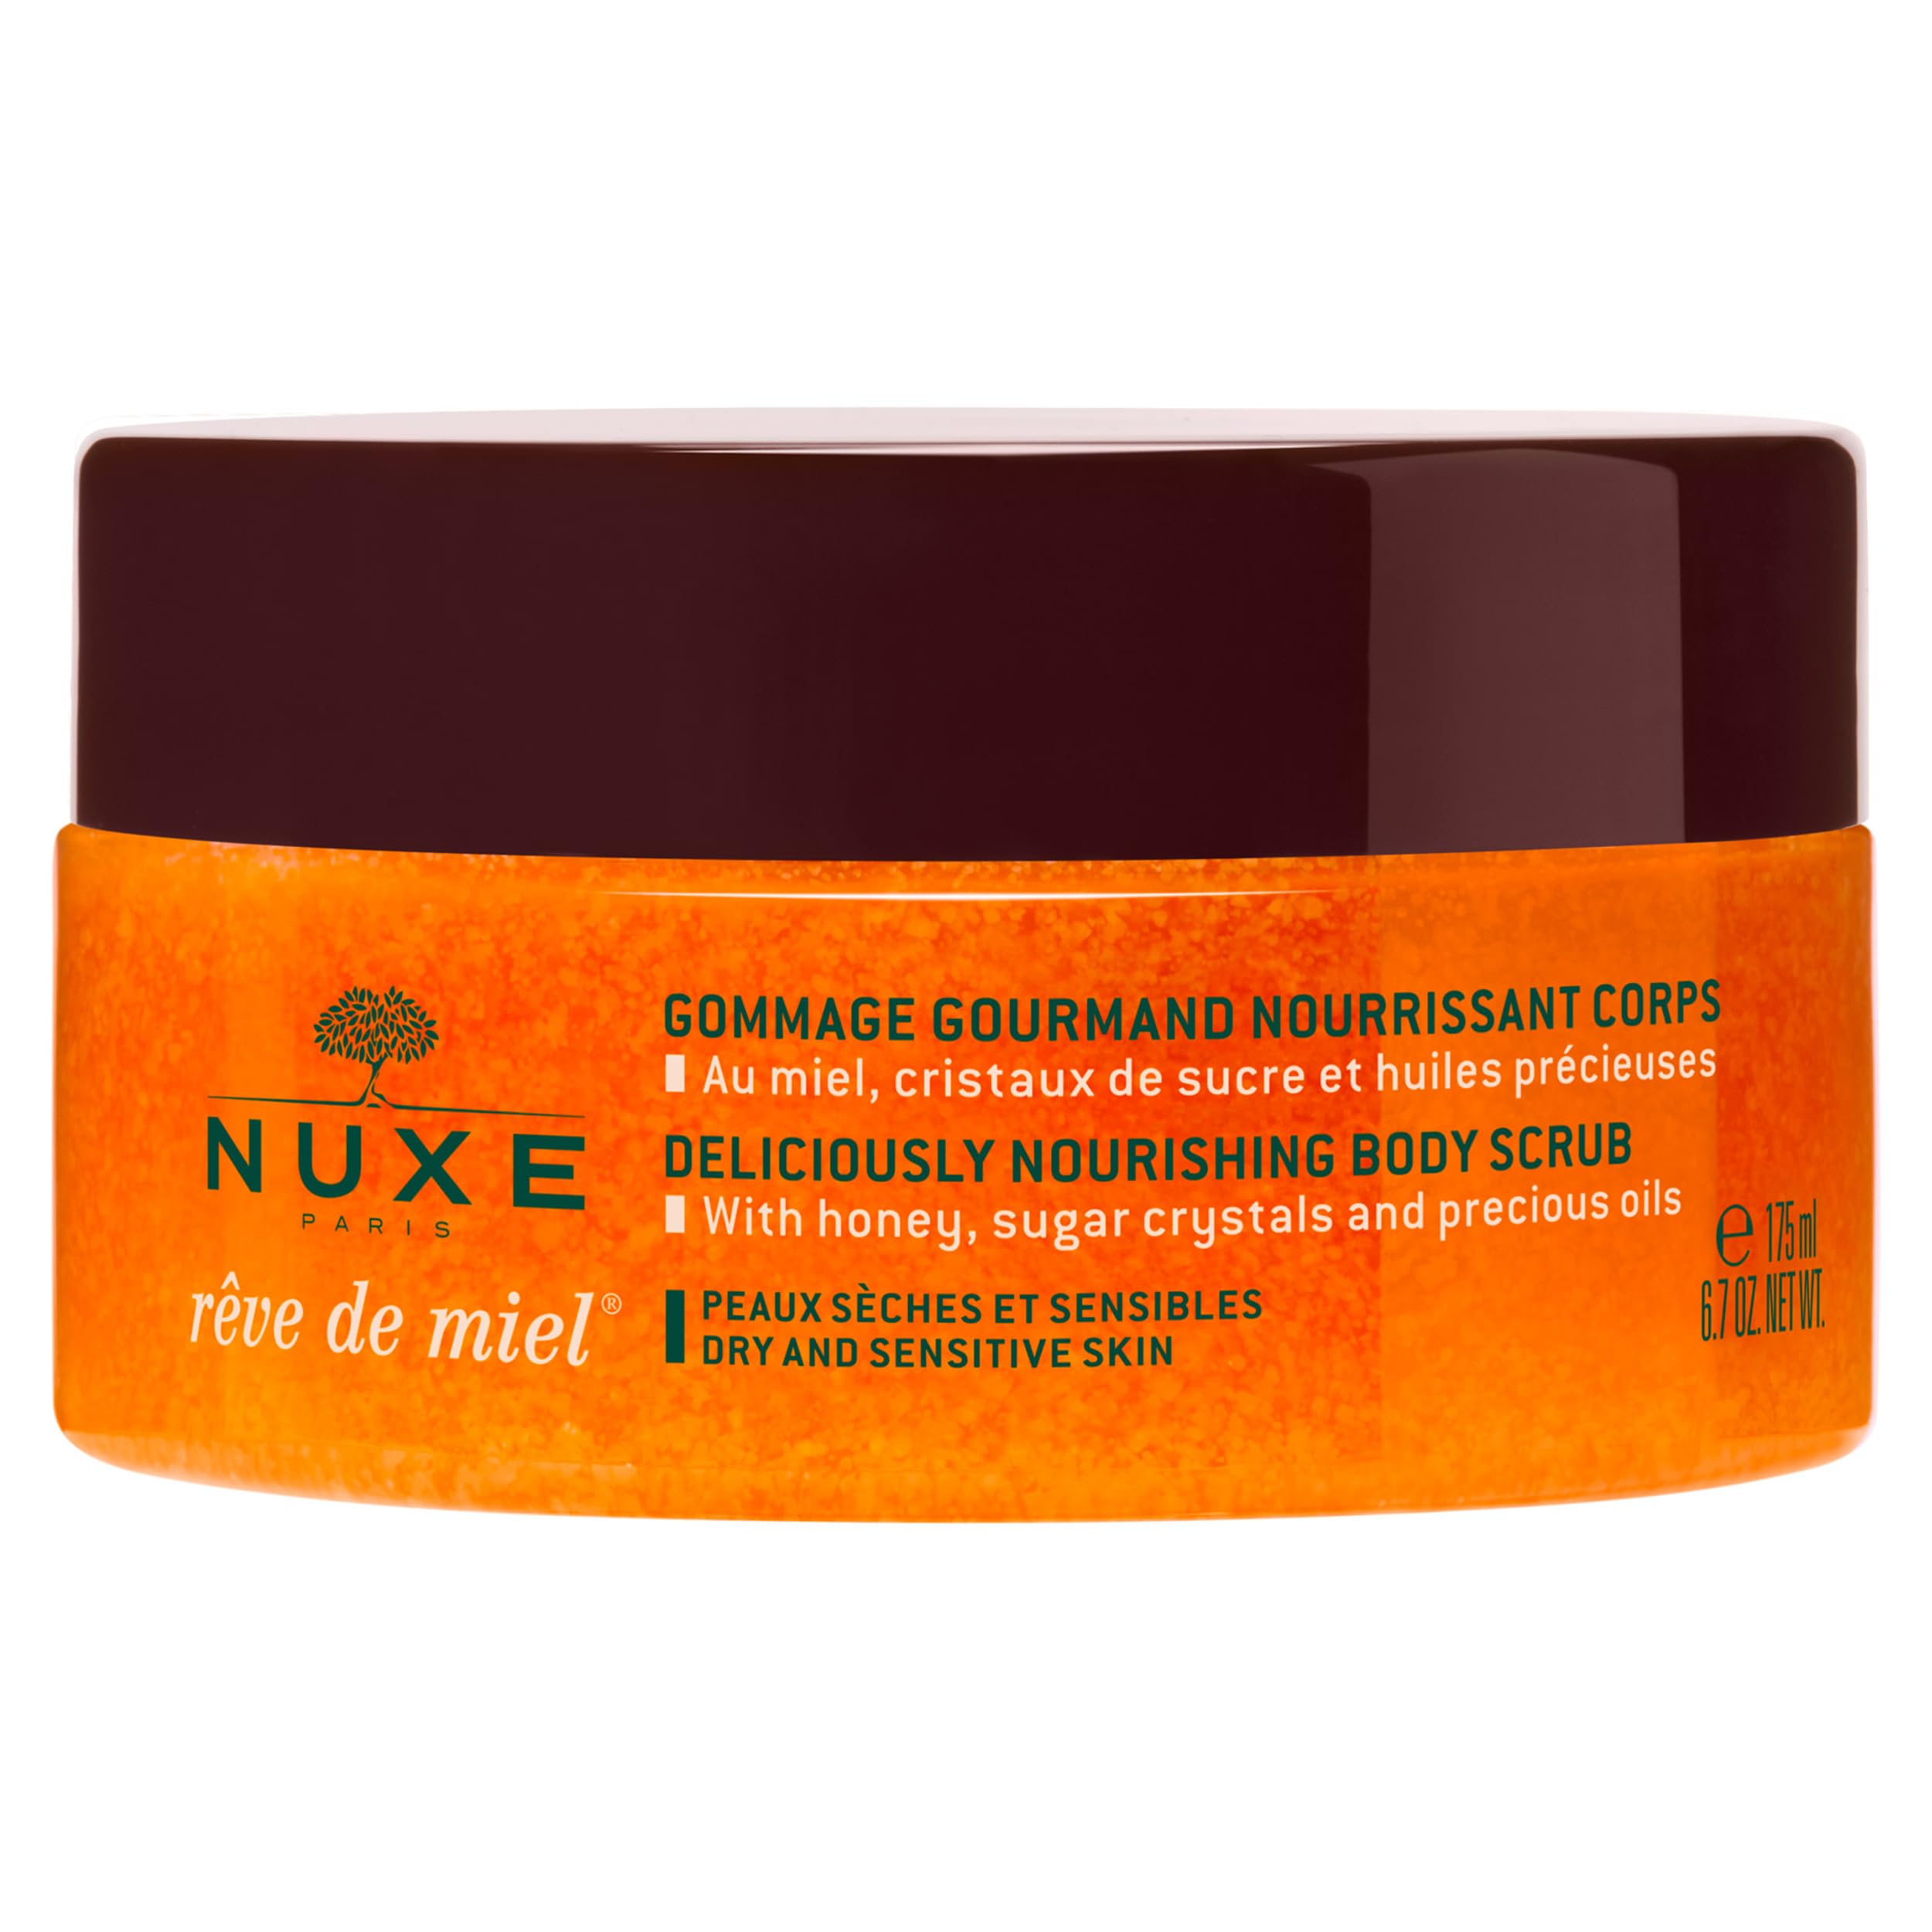 NUXE
PARIS
rêve de miel®
GOMMAGE GOURMAND NOURRISSANT CORPS
Au miel, cristaux de sucre et huiles précieuses
DELICIOUSLY NOURISHING BODY SCRUB
With honey, sugar crystals and precious oils
PEAUX SÈCHES ET SENSIBLES
DRY AND SENSITIVE SKIN
e 175 ml
6.7 OZ. NET WT.